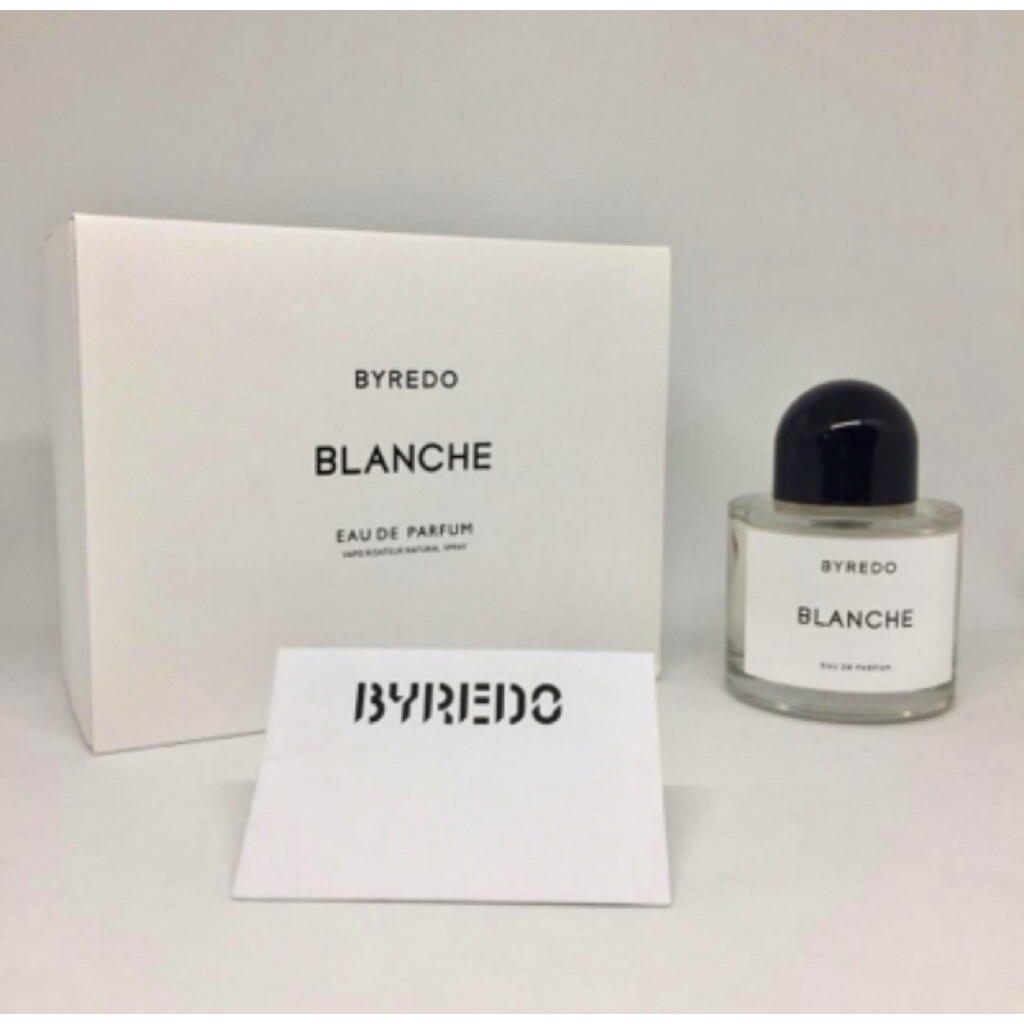 BYREDO
BLANCHE
EAU DE PARFUM
VAPORISATEUR NATURAL SPRAY
BYREDO
BYREDO
BLANCHE
EAU DE PARFUM